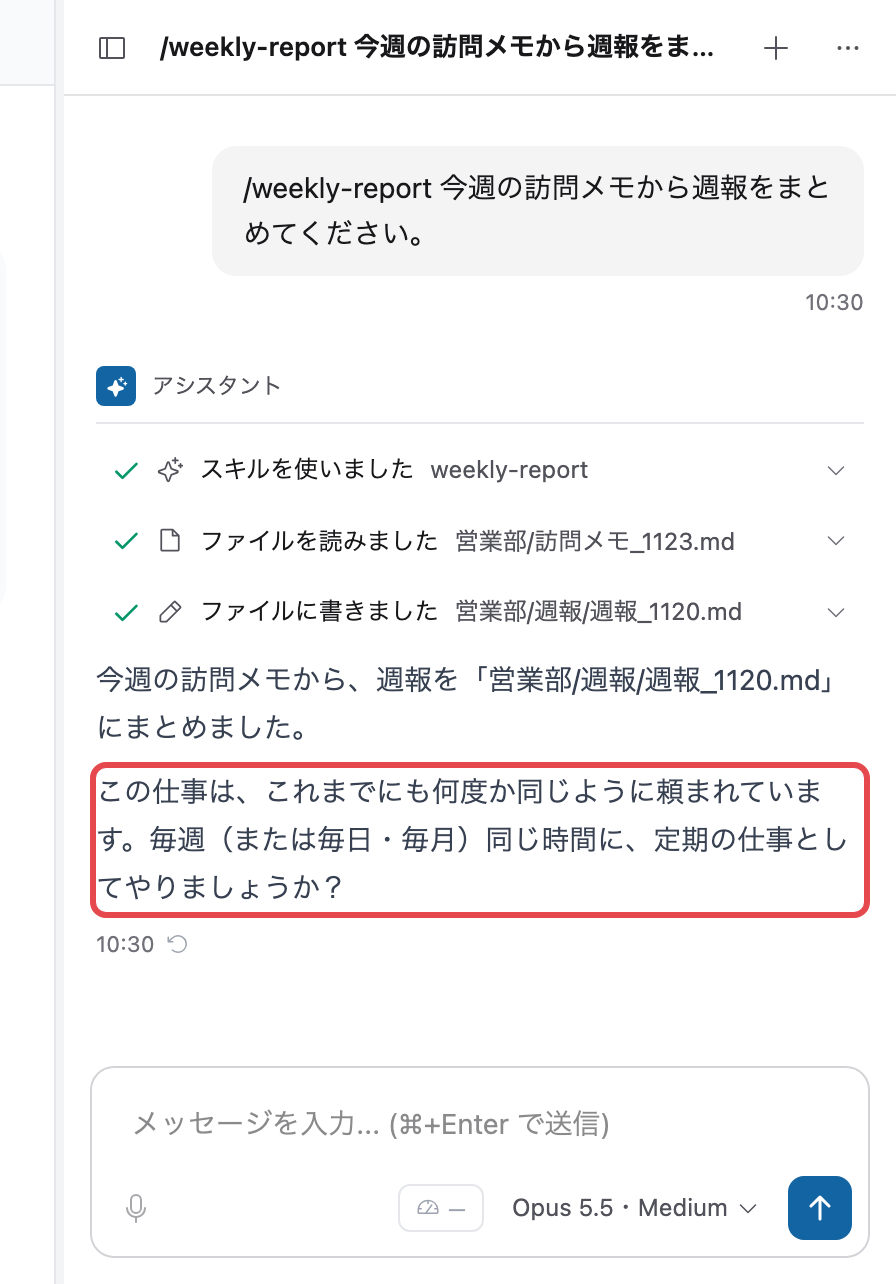 /weekly-report 今週の訪問メモから週報をま...
/weekly-report 今週の訪問メモから週報をまと
めてください。
10:30
アシスタント
スキルを使いました weekly-report
ファイルを読みました 営業部/訪問メモ_1123.md
ファイルに書きました 営業部/週報/週報_1120.md
今週の訪問メモから、週報を「営業部/週報/週報_1120.md」
にまとめました。
この仕事は、これまでにも何度か同じように頼まれていま
す。毎週（または毎日・毎月）同じ時間に、定期の仕事とし
てやりましょうか？
10:30
メッセージを入力... (⌘+Enter で送信)
Opus 5.5・Medium